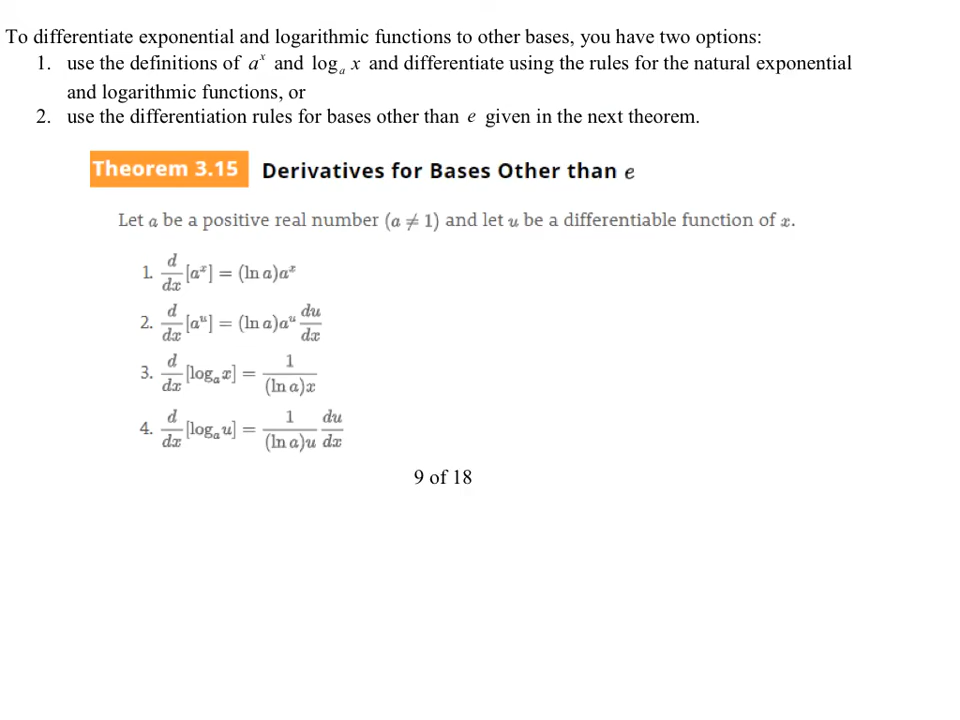 To differentiate exponential and logarithmic functions to other bases, you have two options:
1. use the definitions of a^x and log_a x and differentiate using the rules for the natural exponential
and logarithmic functions, or
2. use the differentiation rules for bases other than e given in the next theorem.
Theorem 3.15 Derivatives for Bases Other than e
Let a be a positive real number (a ≠ 1) and let u be a differentiable function of x.
1. d/dx [a^x] = (ln a)a^x
2. d/dx [a^u] = (ln a)a^u du/dx
3. d/dx [log_a x] = 1/((ln a)x)
4. d/dx [log_a u] = 1/((ln a)u) du/dx
9 of 18